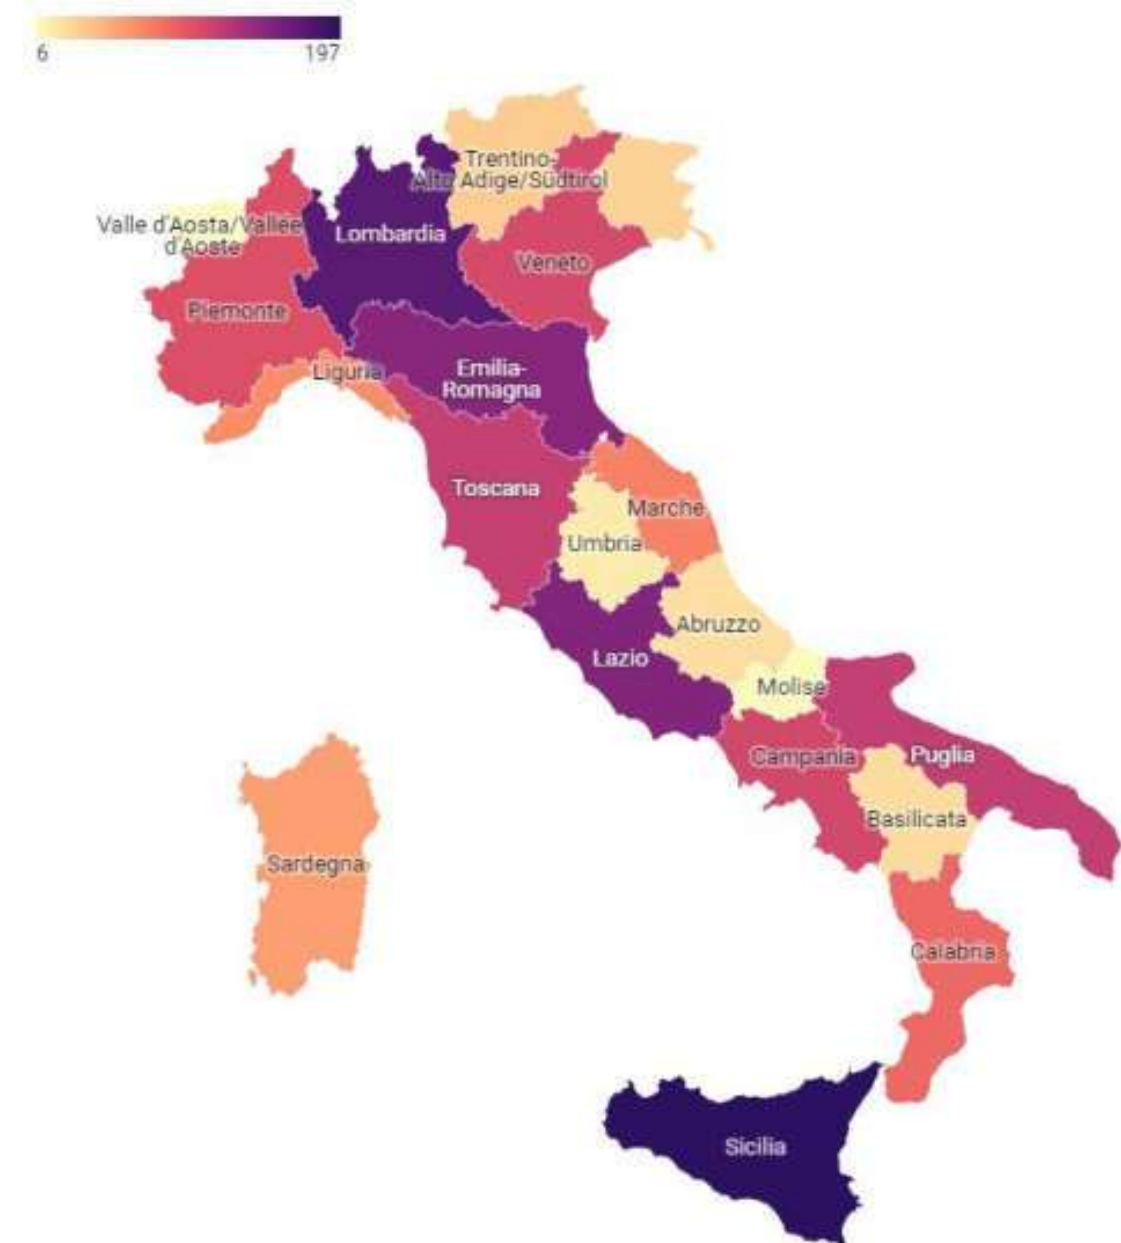 6
197
Trentino-
Alto Adige/Südtirol
Valle d'Aosta/Vallée
d'Aoste
Lombardia
Veneto
Piemonte
Liguria
Emilia-
Romagna
Toscana
Marche
Umbria
Abruzzo
Lazio
Molise
Campania
Puglia
Basilicata
Sardegna
Calabria
Sicilia